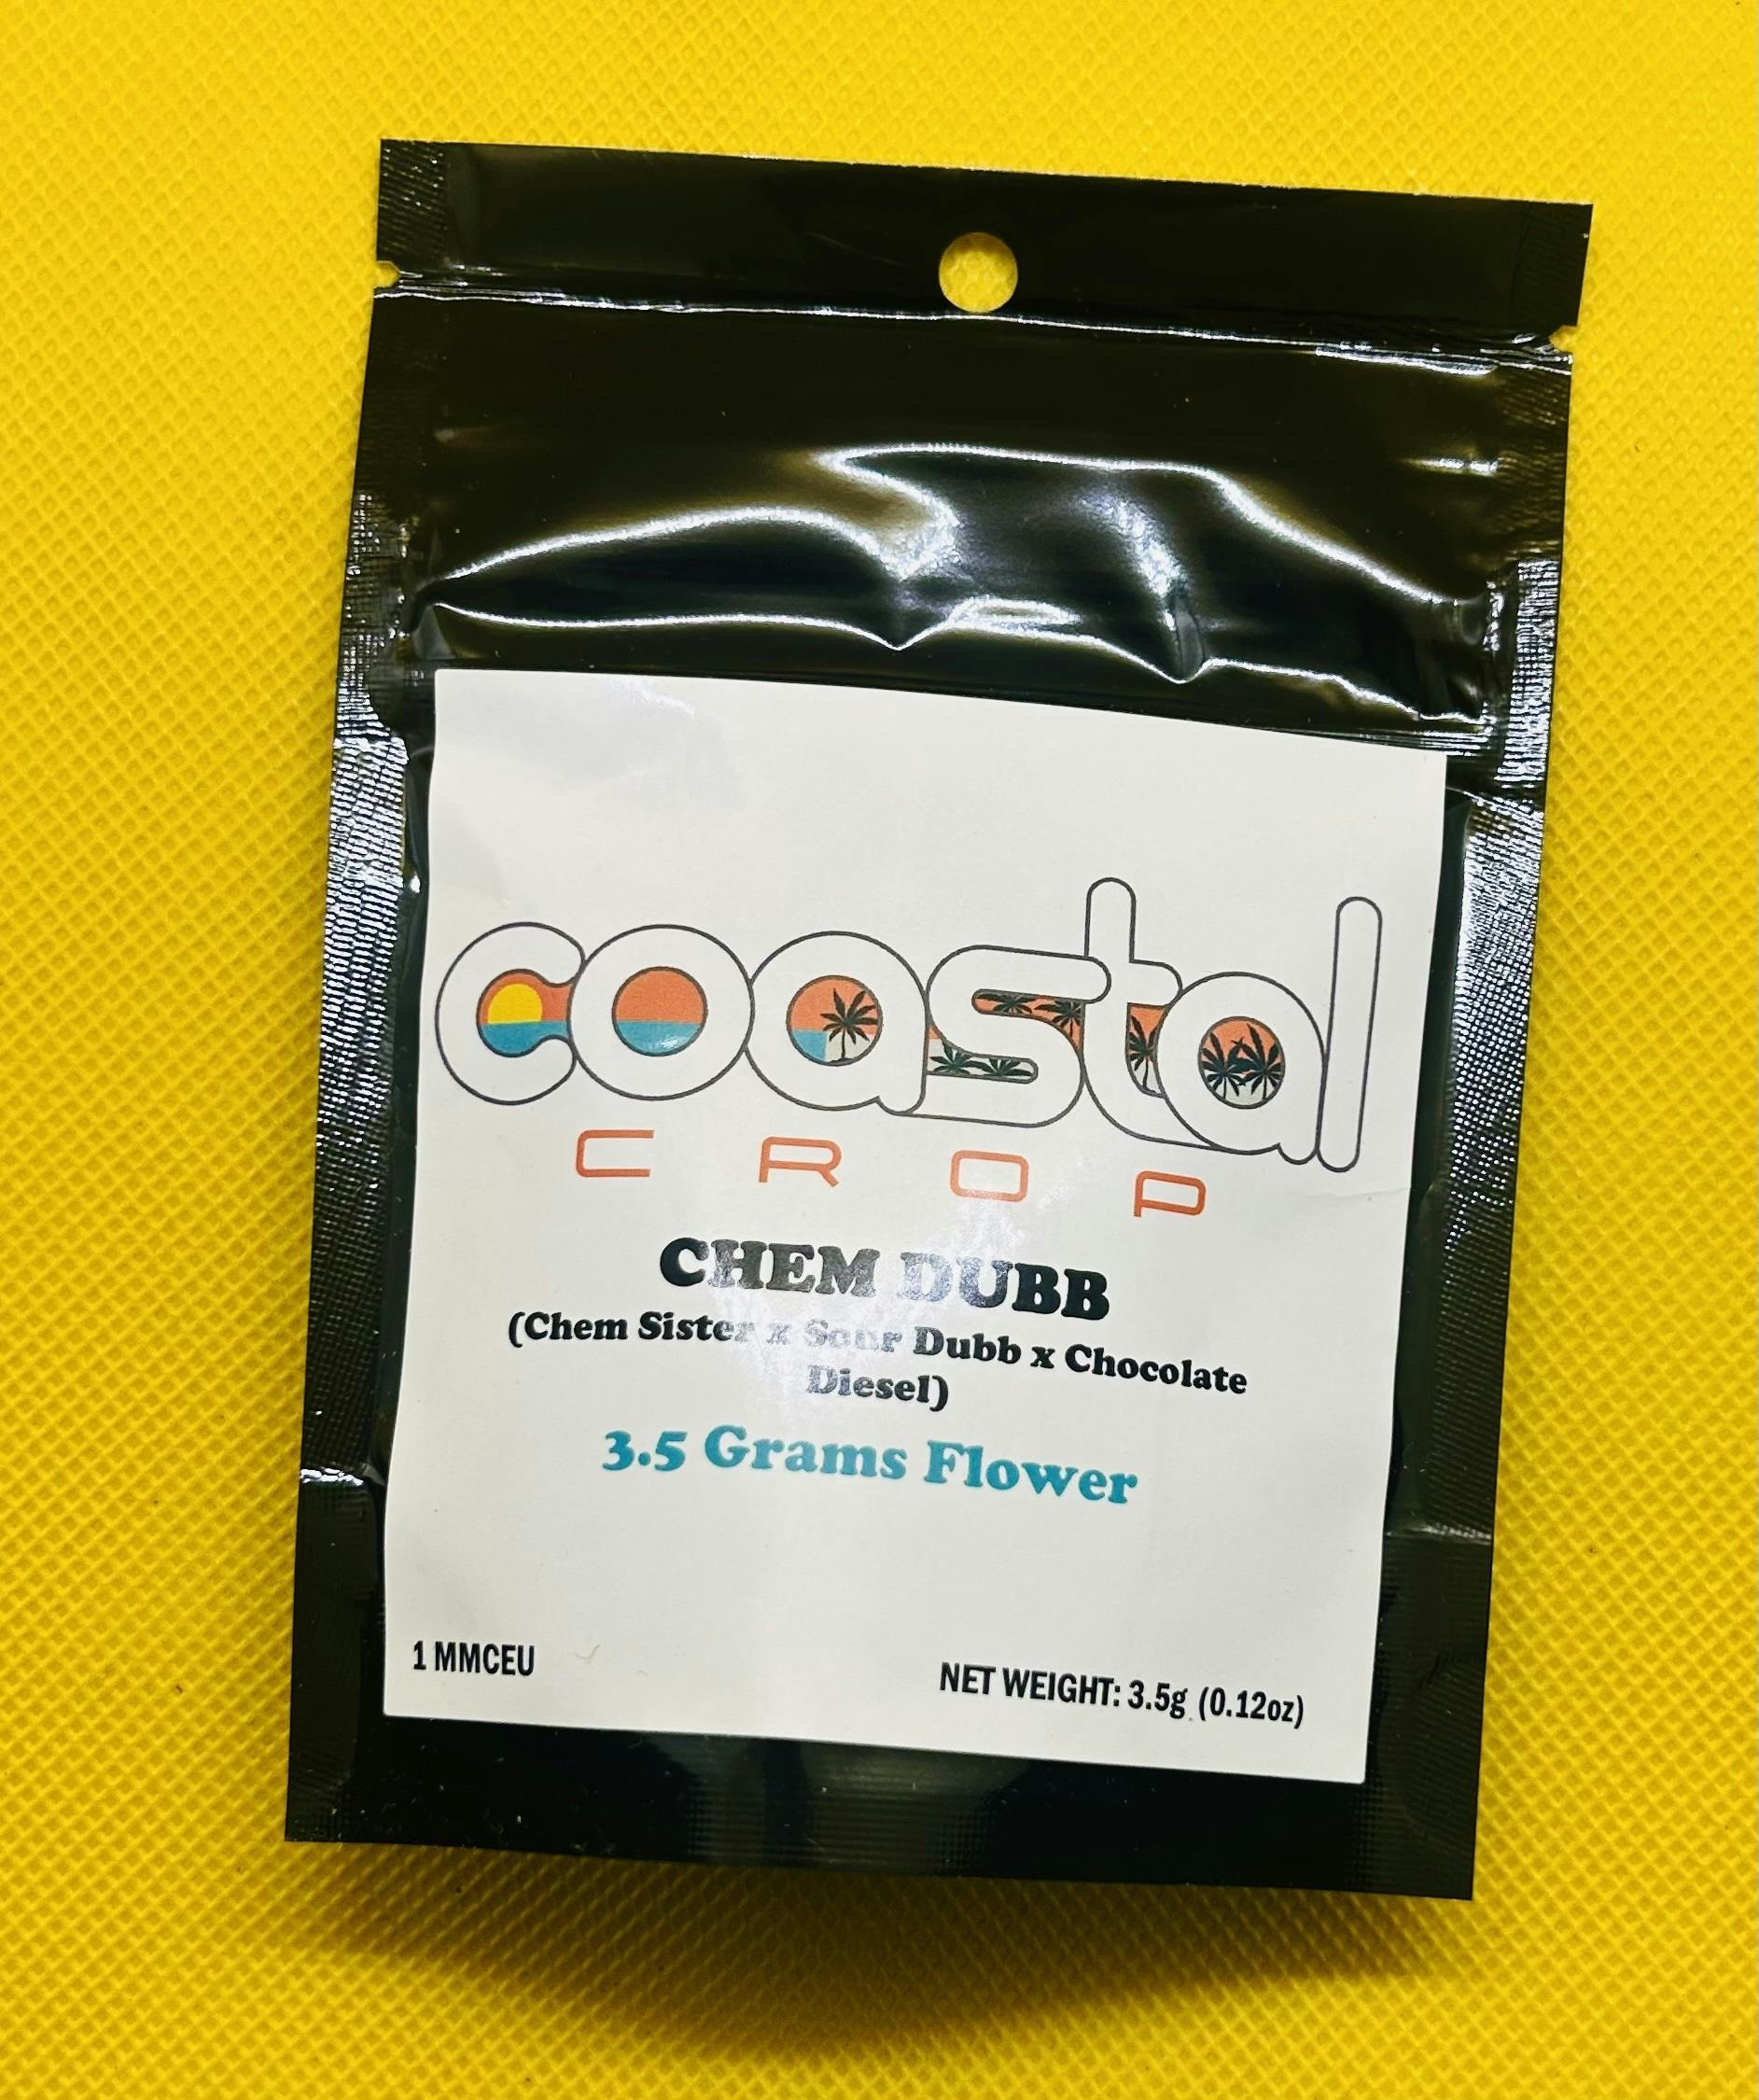 coastal
CROP
CHEM DUBB
(Chem Sister x Sour Dubb x Chocolate
Diesel)
3.5 Grams Flower
1 MMCEU
NET WEIGHT: 3.5g (0.12oz)